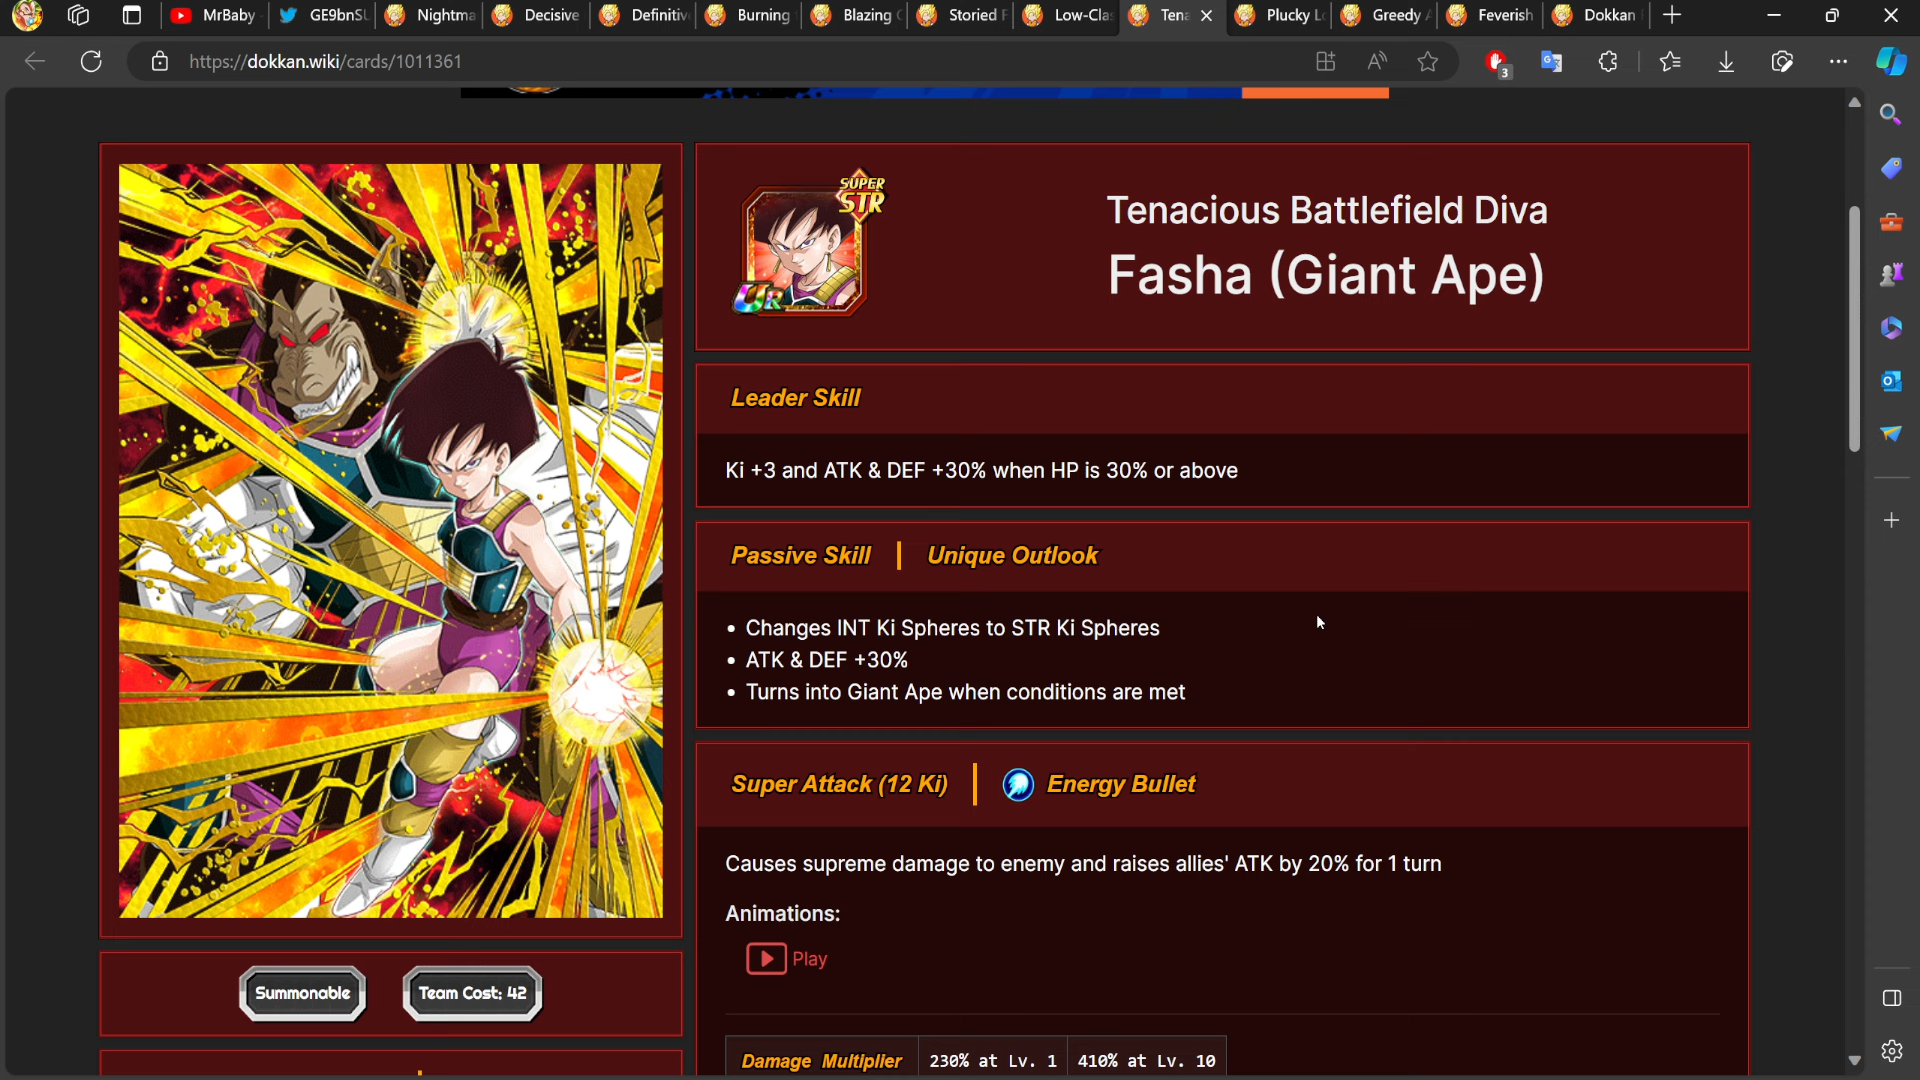 MrBaby
GE9bnSU
Nightma
Decisive
Definitiv
Burning
Blazing
Storied F
Low-Clas
Tena
Plucky Lo
Greedy
Feverish
Dokkan
https://dokkan.wiki/cards/1011361
3
SUPER
STR
UR
Tenacious Battlefield Diva
Fasha (Giant Ape)
Leader Skill
Ki +3 and ATK & DEF +30% when HP is 30% or above
Passive Skill | Unique Outlook
• Changes INT Ki Spheres to STR Ki Spheres
• ATK & DEF +30%
• Turns into Giant Ape when conditions are met
Super Attack (12 Ki) | Energy Bullet
Causes supreme damage to enemy and raises allies' ATK by 20% for 1 turn
Animations:
Play
Damage Multiplier 230% at Lv. 1 410% at Lv. 10
Summonable
Team Cost: 42